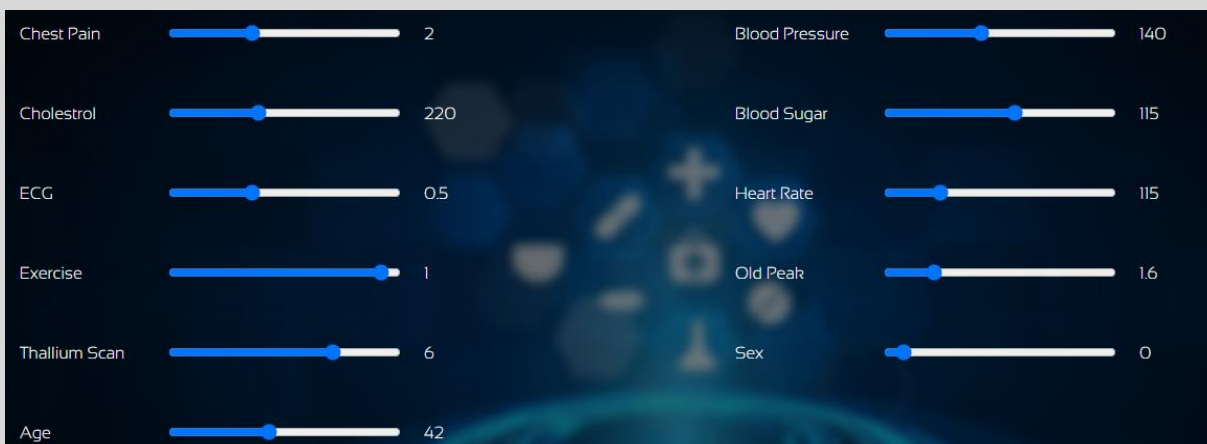 Chest Pain 2 Blood Pressure 140
Cholestrol 220 Blood Sugar 115
ECG 0.5 Heart Rate 115
Exercise 1 Old Peak 1.6
Thallium Scan 6 Sex 0
Age 42